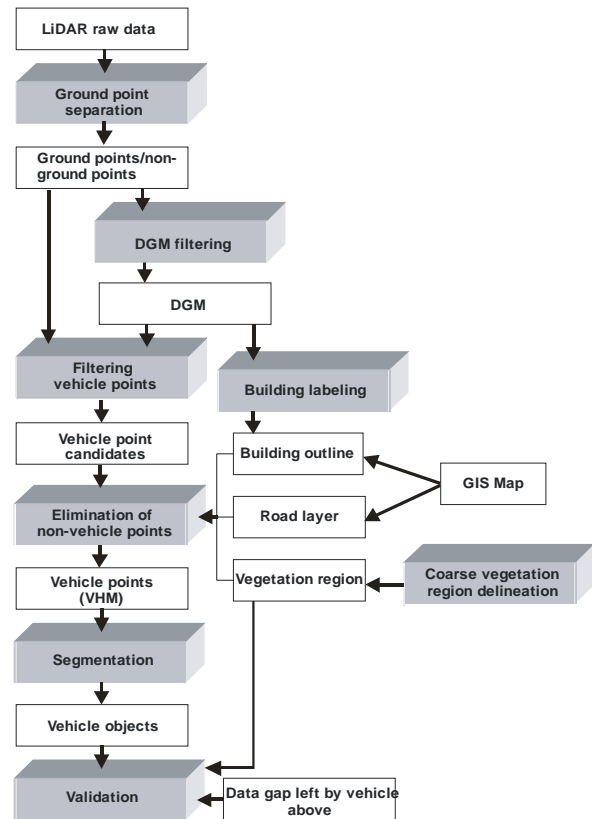 LiDAR raw data
Ground point
separation
Ground points/non-
ground points
DGM filtering
DGM
Filtering
vehicle points
Building labeling
Vehicle point
candidates
Building outline
GIS Map
Elimination of
non-vehicle points
Road layer
Vehicle points
(VHM)
Vegetation region
Coarse vegetation
region delineation
Segmentation
Vehicle objects
Validation
Data gap left by vehicle
above